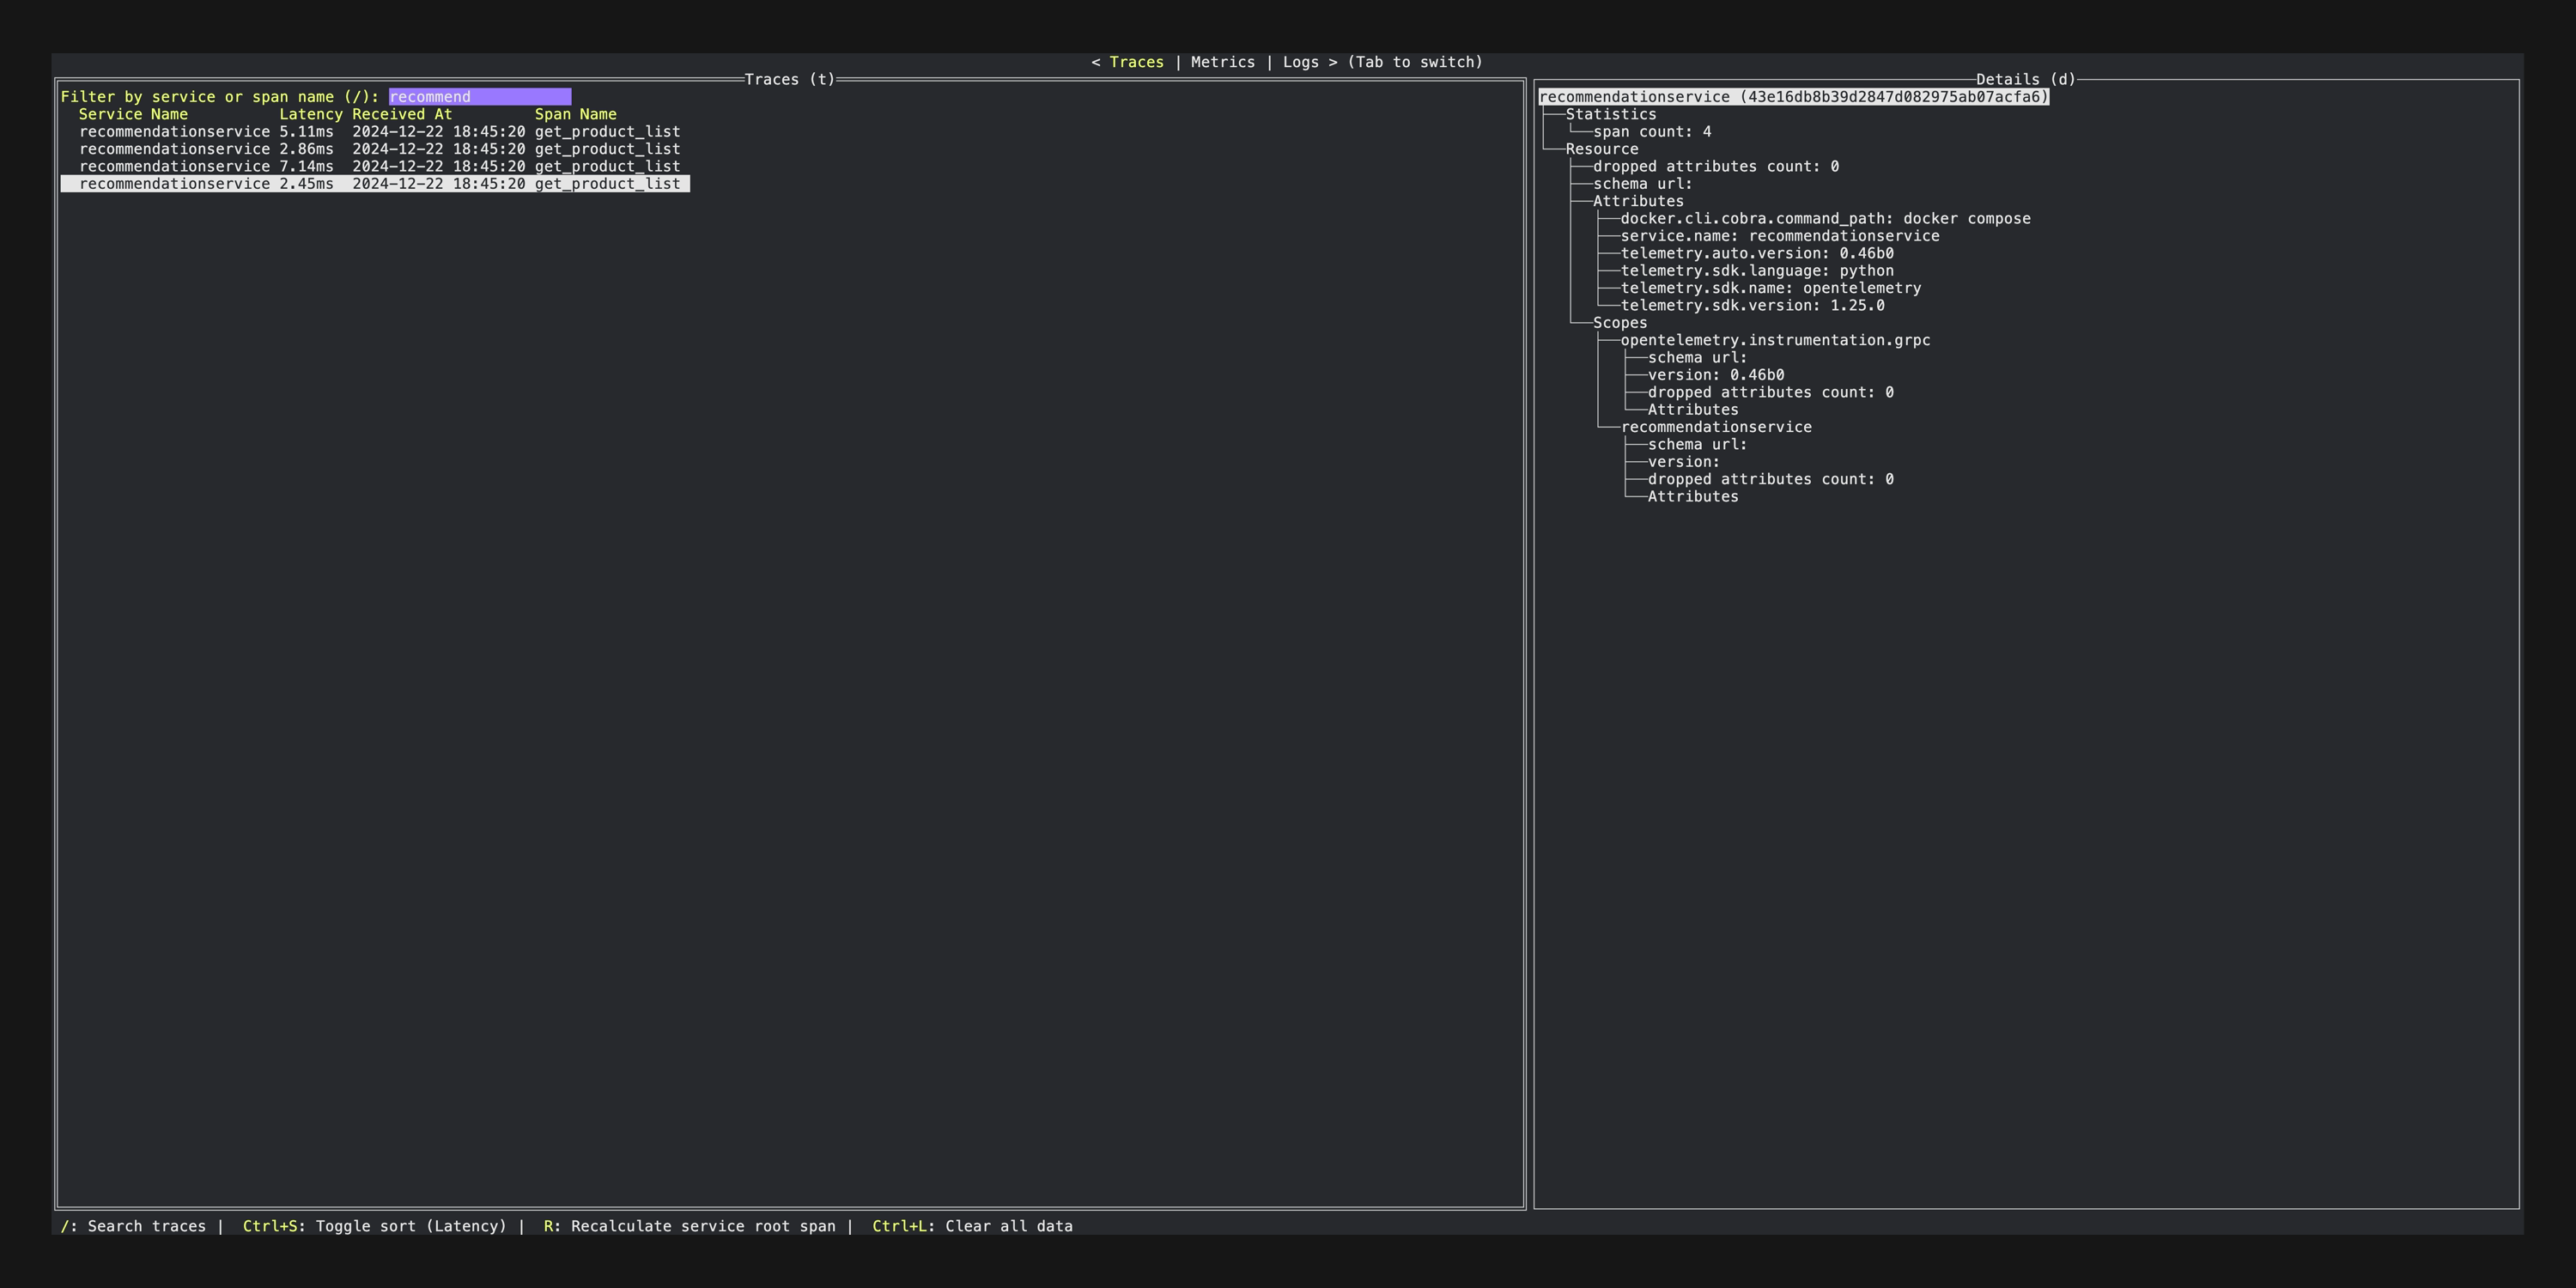 < Traces | Metrics | Logs > (Tab to switch)
Traces (t)
Filter by service or span name (/): recommend
Service Name Latency Received At Span Name
recommendationservice 5.11ms 2024-12-22 18:45:20 get_product_list
recommendationservice 2.86ms 2024-12-22 18:45:20 get_product_list
recommendationservice 7.14ms 2024-12-22 18:45:20 get_product_list
recommendationservice 2.45ms 2024-12-22 18:45:20 get_product_list
Details (d)
recommendationservice (43e16db8b39d2847d082975ab07acfa6)
Statistics
span count: 4
Resource
dropped attributes count: 0
schema url:
Attributes
docker.cli.cobra.command_path: docker compose
service.name: recommendationservice
telemetry.auto.version: 0.46b0
telemetry.sdk.language: python
telemetry.sdk.name: opentelemetry
telemetry.sdk.version: 1.25.0
Scopes
opentelemetry.instrumentation.grpc
schema url:
version: 0.46b0
dropped attributes count: 0
Attributes
recommendationservice
schema url:
version:
dropped attributes count: 0
Attributes
/: Search traces | Ctrl+S: Toggle sort (Latency) | R: Recalculate service root span | Ctrl+L: Clear all data